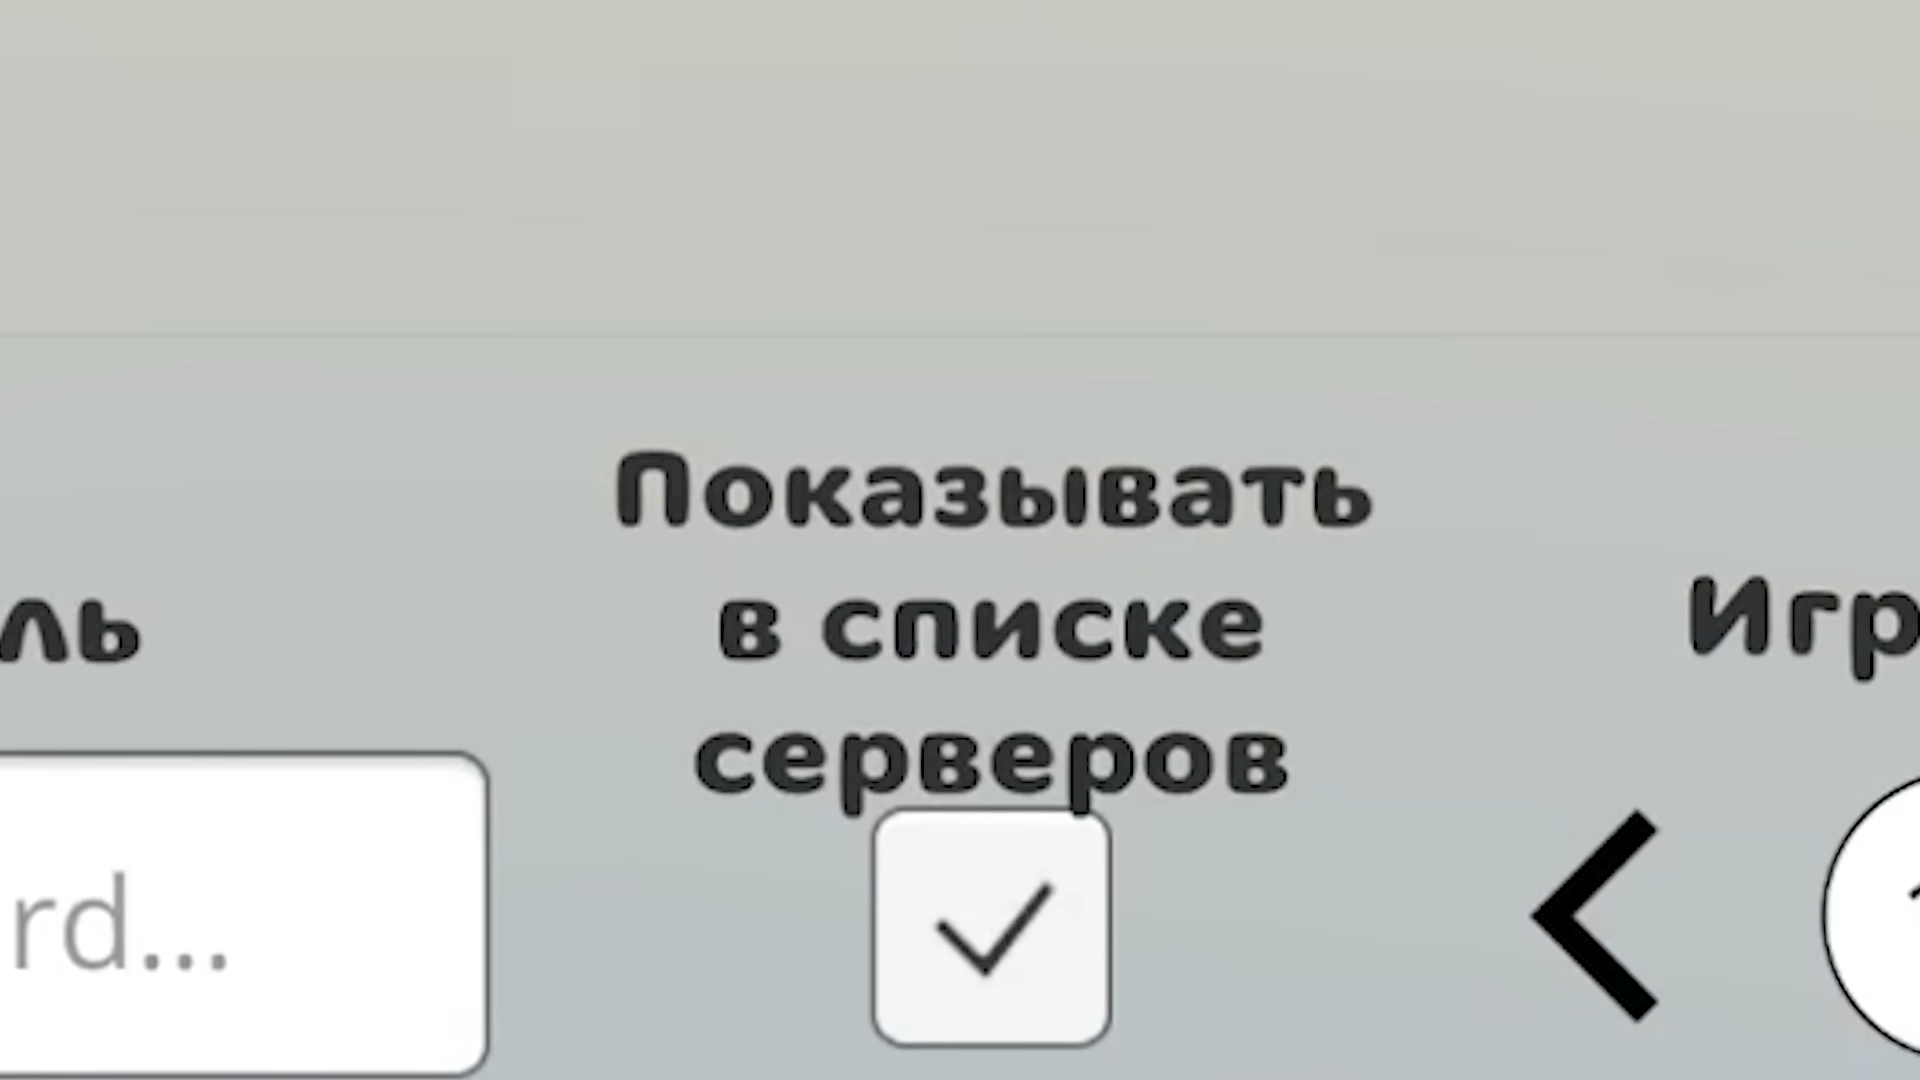 Показывать
в списке
серверов
ль
Игр
rd...